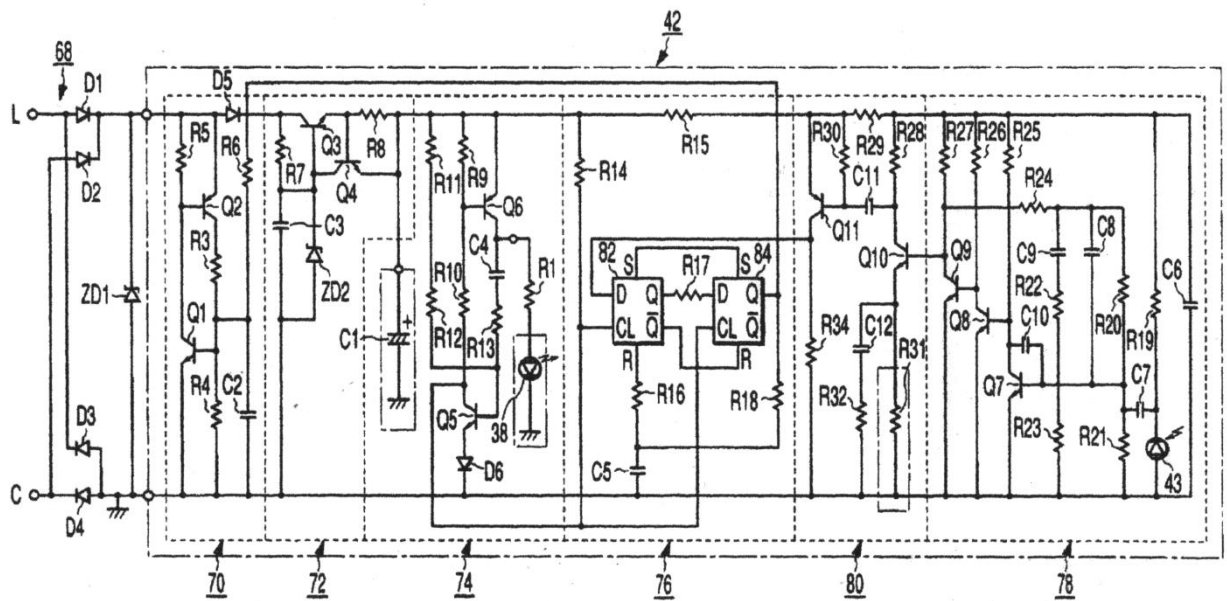 42
68
D1
D5
L
R5
D2
R6
Q3
R8
R7
Q4
R11
R9
Q6
R14
R15
R30
R29
R28
R27
R26
R25
Q2
C11
R24
C3
R3
C4
Q11
82
S
S
84
Q10
Q9
C9
C8
C6
ZD1
ZD2
R10
R1
D
Q
R17
D
Q
Q1
C1
+
R12
R13
CL
Q̅
CL
Q̅
R34
C12
Q8
C10
R22
R20
R19
R
R
R31
R4
C2
Q5
38
R16
R18
R32
Q7
C7
D3
R23
R21
D6
C5
43
C
D4
70
72
74
76
80
78